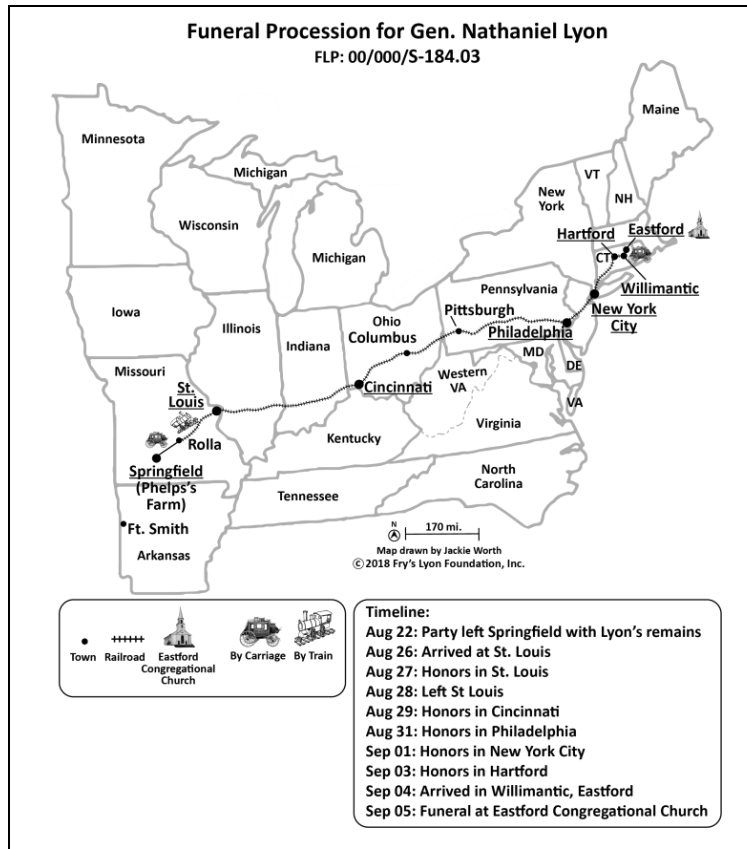 Funeral Procession for Gen. Nathaniel Lyon
FLP: 00/000/S-184.03
Maine
Minnesota
Michigan
VT
New
York
NH
Wisconsin
Hartford
Eastford
Michigan
CT
Willimantic
Pennsylvania
New York
City
Iowa
Pittsburgh
Ohio
Columbus
Philadelphia
Illinois
Indiana
MD
Missouri
Western
VA
DE
St.
Louis
Cincinnati
VA
Rolla
Virginia
Kentucky
Springfield
(Phelps's
Farm)
North
Carolina
Tennessee
Ft. Smith
N
170 mi.
Arkansas
Map drawn by Jackie Worth
© 2018 Fry's Lyon Foundation, Inc.
Town
Railroad
Eastford
Congregational
Church
By Carriage
By Train
Timeline:
Aug 22: Party left Springfield with Lyon's remains
Aug 26: Arrived at St. Louis
Aug 27: Honors in St. Louis
Aug 28: Left St Louis
Aug 29: Honors in Cincinnati
Aug 31: Honors in Philadelphia
Sep 01: Honors in New York City
Sep 03: Honors in Hartford
Sep 04: Arrived in Willimantic, Eastford
Sep 05: Funeral at Eastford Congregational Church